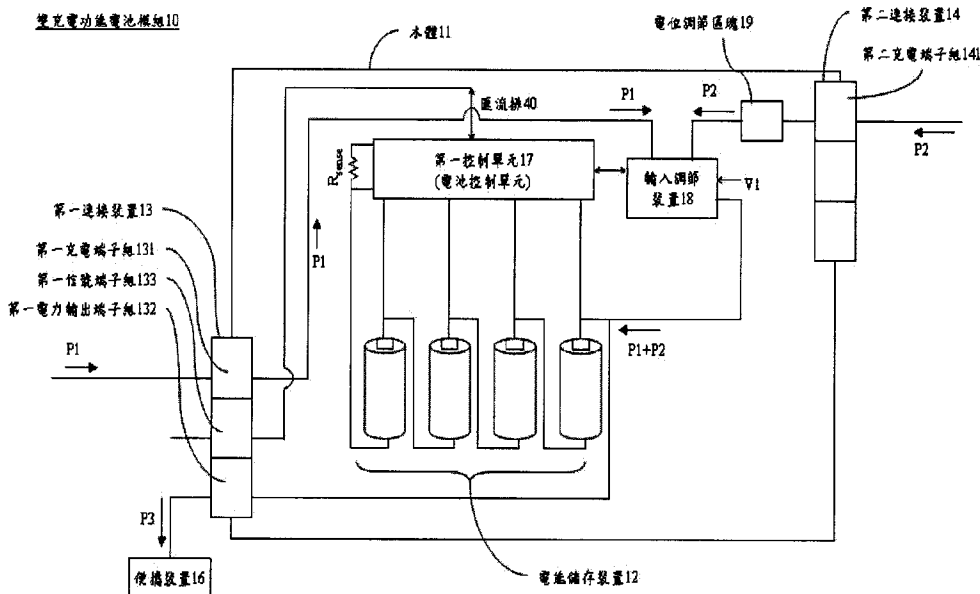 雙充電功能電池模組10
本體11
電位調節區塊19
第二連接裝置14
第二充電端子組141
匯流排40
P1
P2
P2
Rsense
第一控制單元17
(電池控制單元)
輸入調節
裝置18
V1
第一連接裝置13
第一充電端子組131
第一信號端子組133
第一電力輸出端子組132
P1
P1
P1+P2
P3
便攜裝置16
電能儲存裝置12